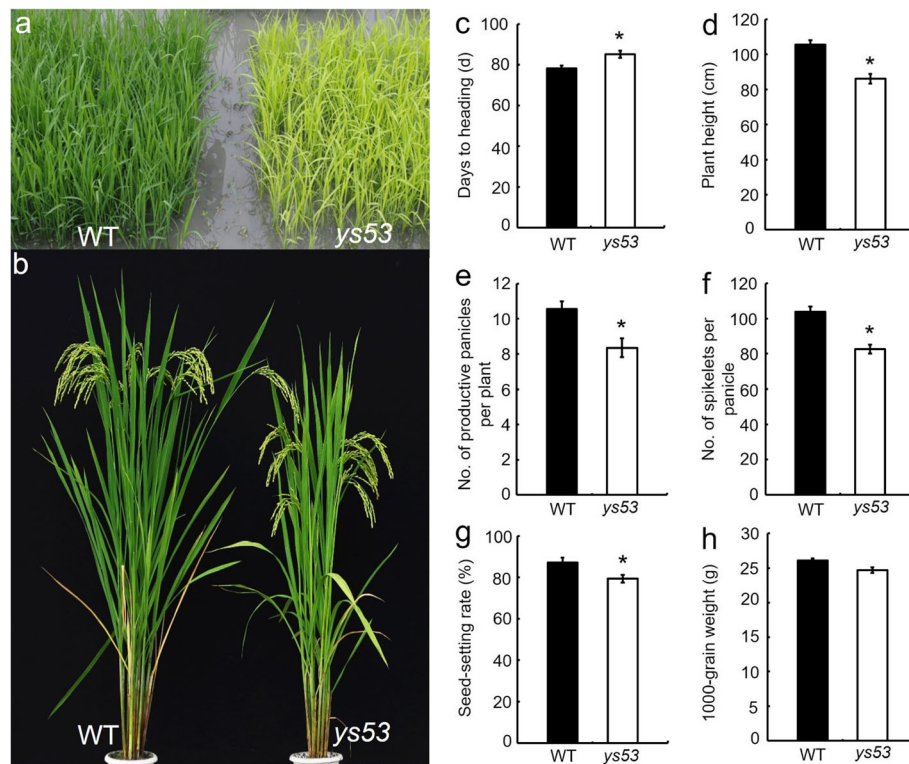 a
WT
ys53
b
WT
ys53
c
Days to heading (d)
100
80
60
40
20
0
*
WT
ys53
d
Plant height (cm)
120
100
80
60
40
20
0
*
WT
ys53
e
No. of productive panicles
per plant
12
10
8
6
4
2
0
*
WT
ys53
f
No. of spikelets per
panicle
120
100
80
60
40
20
0
*
WT
ys53
g
Seed-setting rate (%)
100
80
60
40
20
0
*
WT
ys53
h
1000-grain weight (g)
30
25
20
15
10
5
0
WT
ys53